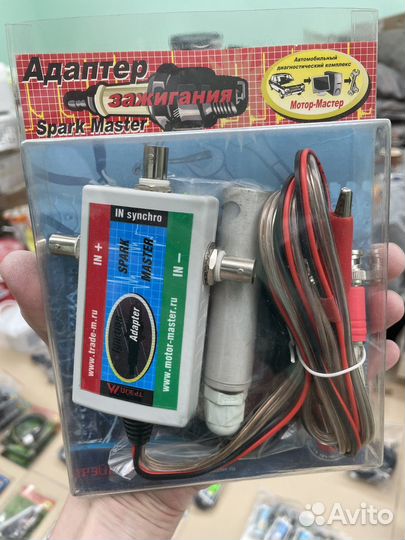 Адаптер
зажигания
Spark Master
Автомобильный
диагностический комплекс
Мотор-Мастер
IN synchro
IN +
SPARK
MASTER
IN −
Adapter
www.trade-m.ru
www.motor-master.ru
Avito